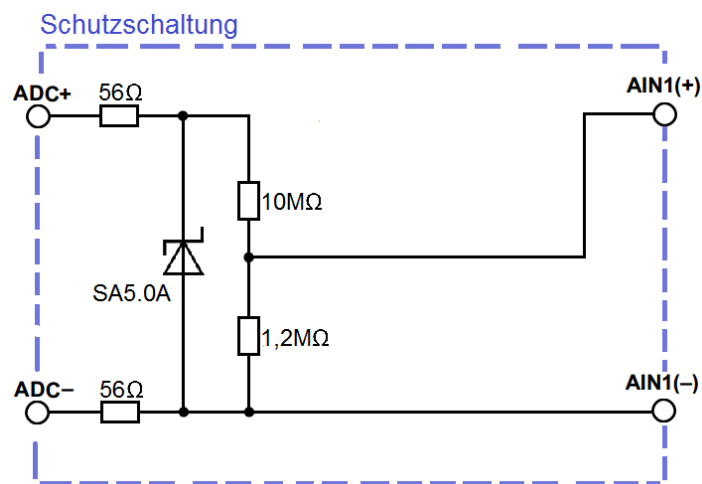 Schutzschaltung
ADC+
56Ω
AIN1(+)
10MΩ
SA5.0A
1,2MΩ
ADC–
56Ω
AIN1(–)